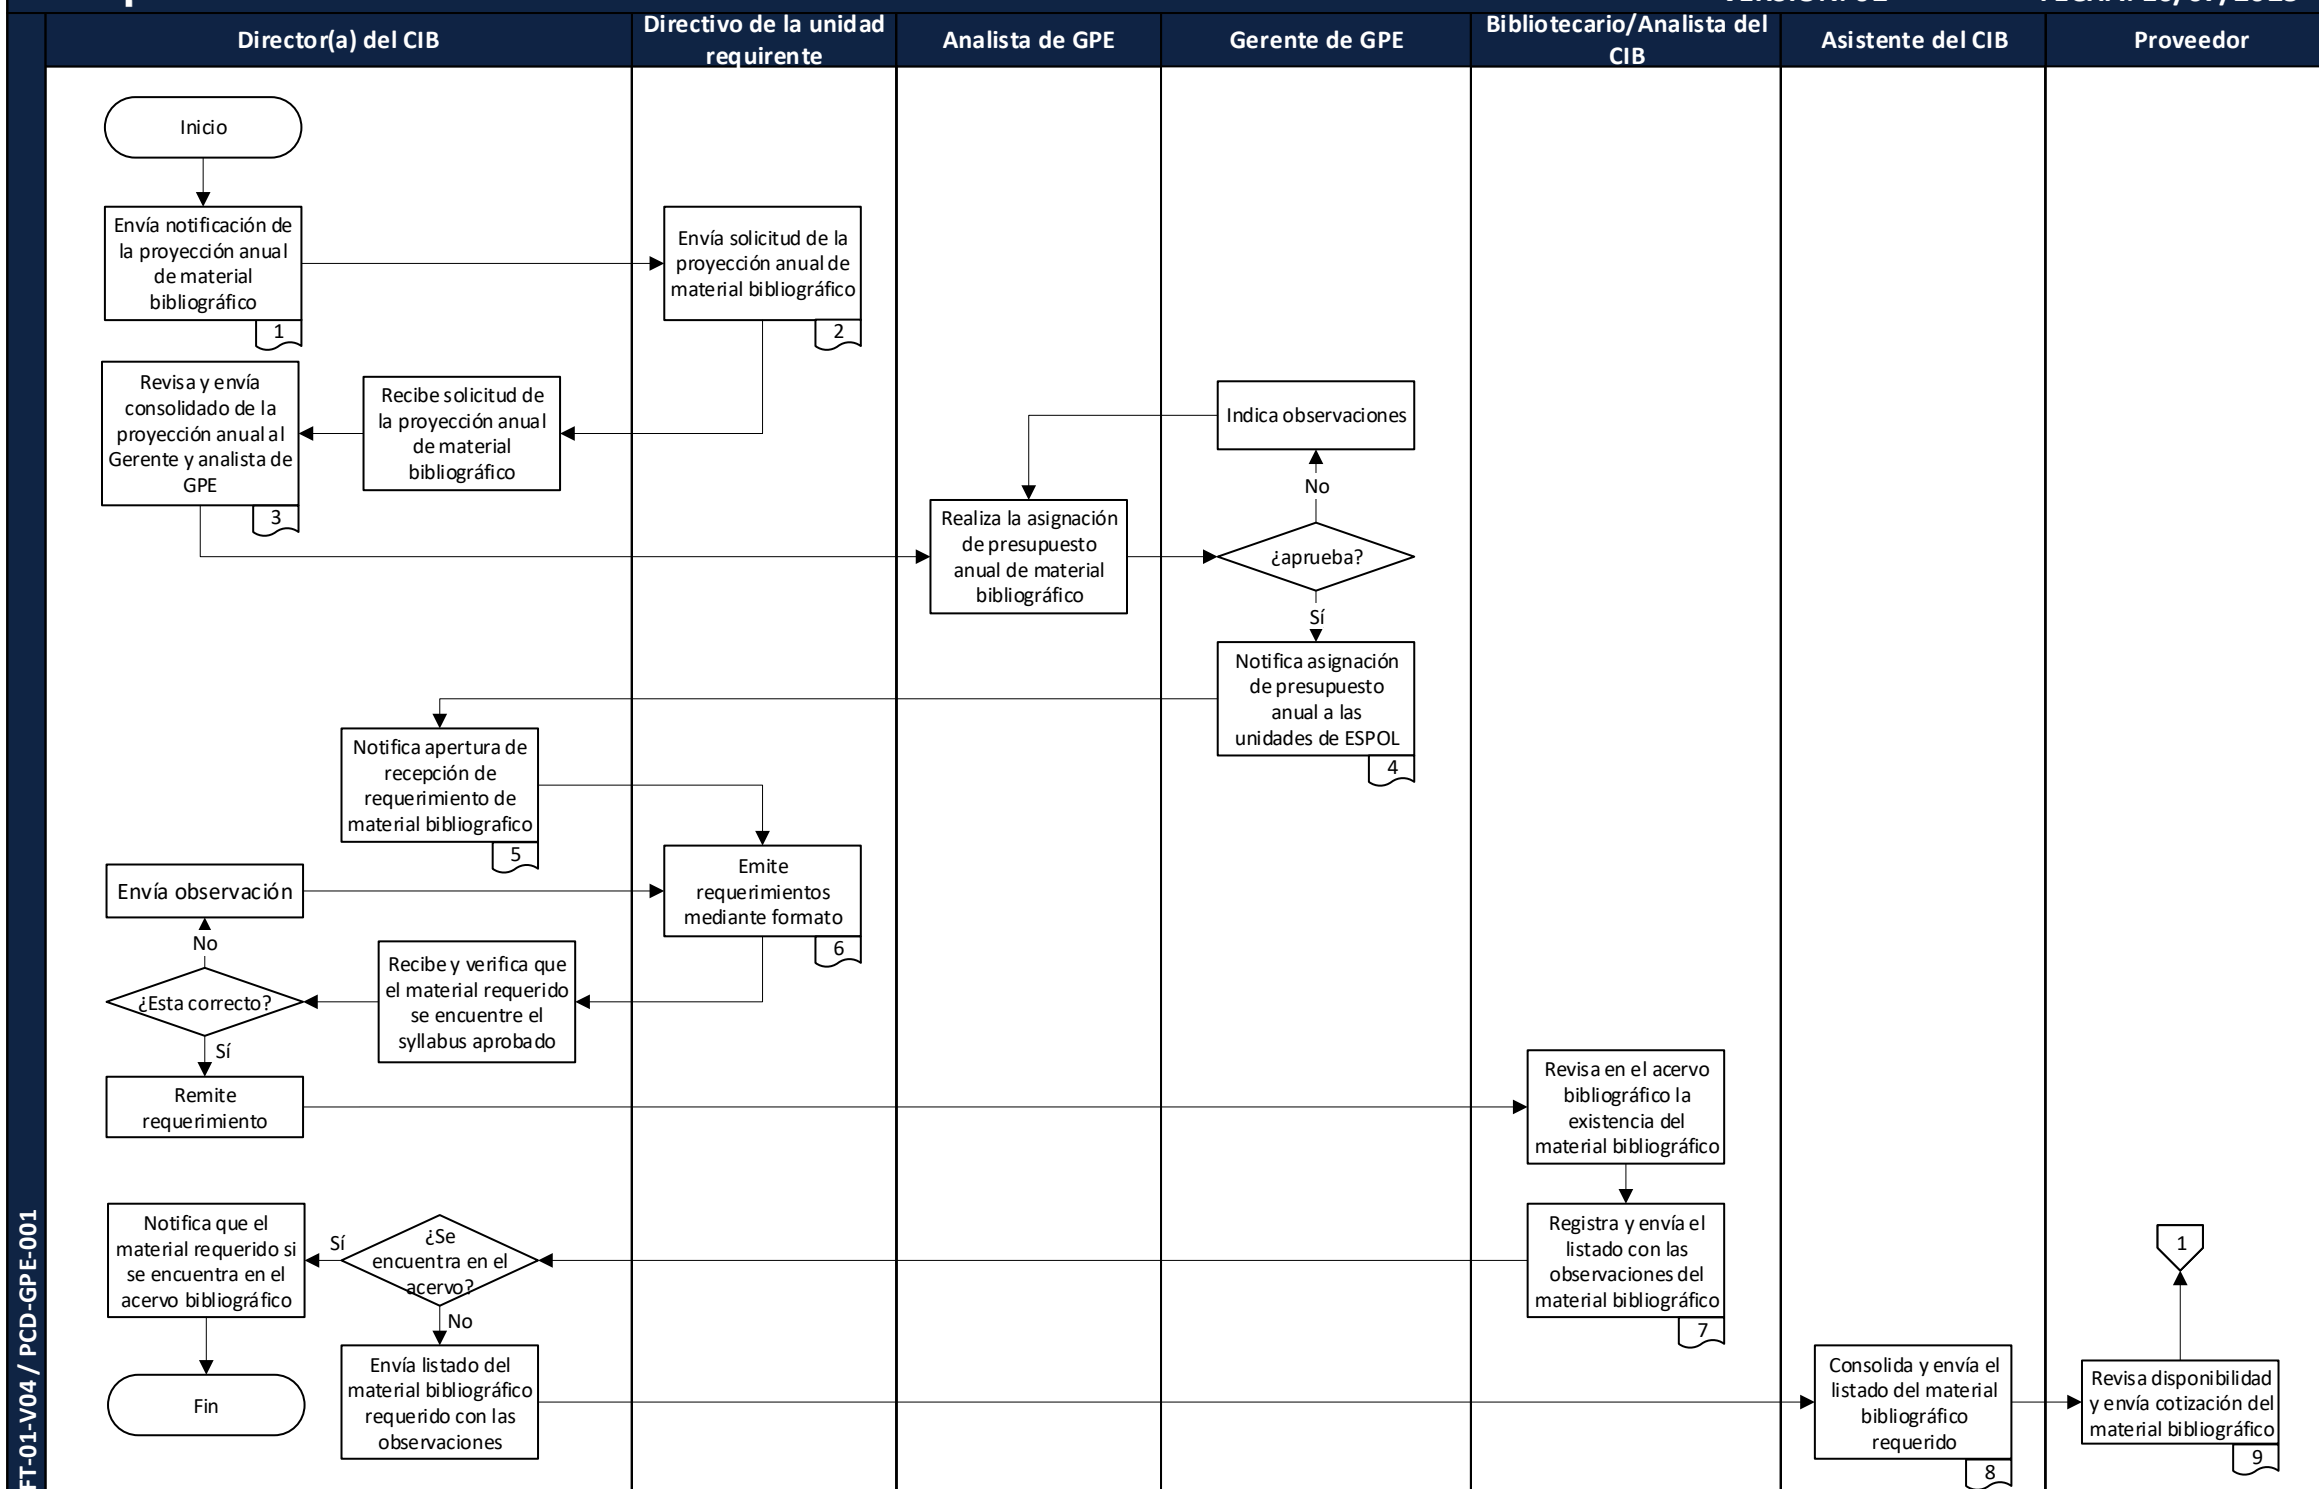 Director(a) del CIB
Directivo de la unidad
requirente
Analista de GPE
Gerente de GPE
Bibliotecario/Analista del
CIB
Asistente del CIB
Proveedor
Inicio
Envía notificación de
la proyección anual
de material
bibliográfico
1
Envía solicitud de la
proyección anual de
material bibliográfico
2
Revisa y envía
consolidado de la
proyección anual al
Gerente y analista de
GPE
3
Recibe solicitud de
la proyección anual
de material
bibliográfico
Indica observaciones
No
Realiza la asignación
de presupuesto
anual de material
bibliográfico
¿aprueba?
Sí
Notifica asignación
de presupuesto
anual a las
unidades de ESPOL
4
Notifica apertura de
recepción de
requerimiento de
material bibliografico
5
Envía observación
Emite
requerimientos
mediante formato
6
No
¿Esta correcto?
Recibe y verifica que
el material requerido
se encuentre el
syllabus aprobado
Sí
Remite
requerimiento
Revisa en el acervo
bibliográfico la
existencia del
material bibliográfico
Notifica que el
material requerido si
se encuentra en el
acervo bibliográfico
Sí
¿Se
encuentra en el
acervo?
Registra y envía el
listado con las
observaciones del
material bibliográfico
7
1
No
Fin
Envía listado del
material bibliográfico
requerido con las
observaciones
Consolida y envía el
listado del material
bibliográfico
requerido
8
Revisa disponibilidad
y envía cotización del
material bibliográfico
9
FT-01-V04 / PCD-GPE-001